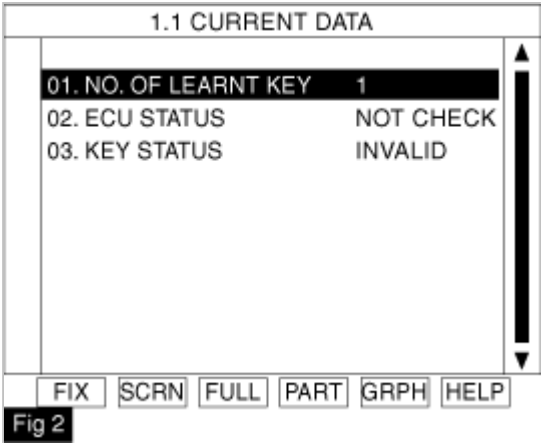 1.1 CURRENT DATA
01. NO. OF LEARNT KEY 1
02. ECU STATUS NOT CHECK
03. KEY STATUS INVALID
FIX SCRN FULL PART GRPH HELP
Fig 2